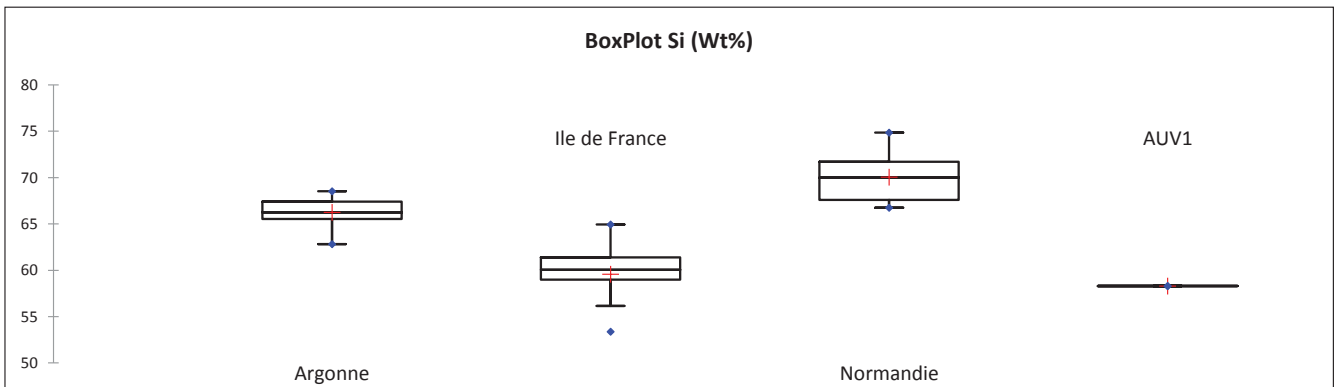 BoxPlot Si (Wt%)
80
75
70
65
60
55
50
Ile de France
AUV1
Argonne
Normandie